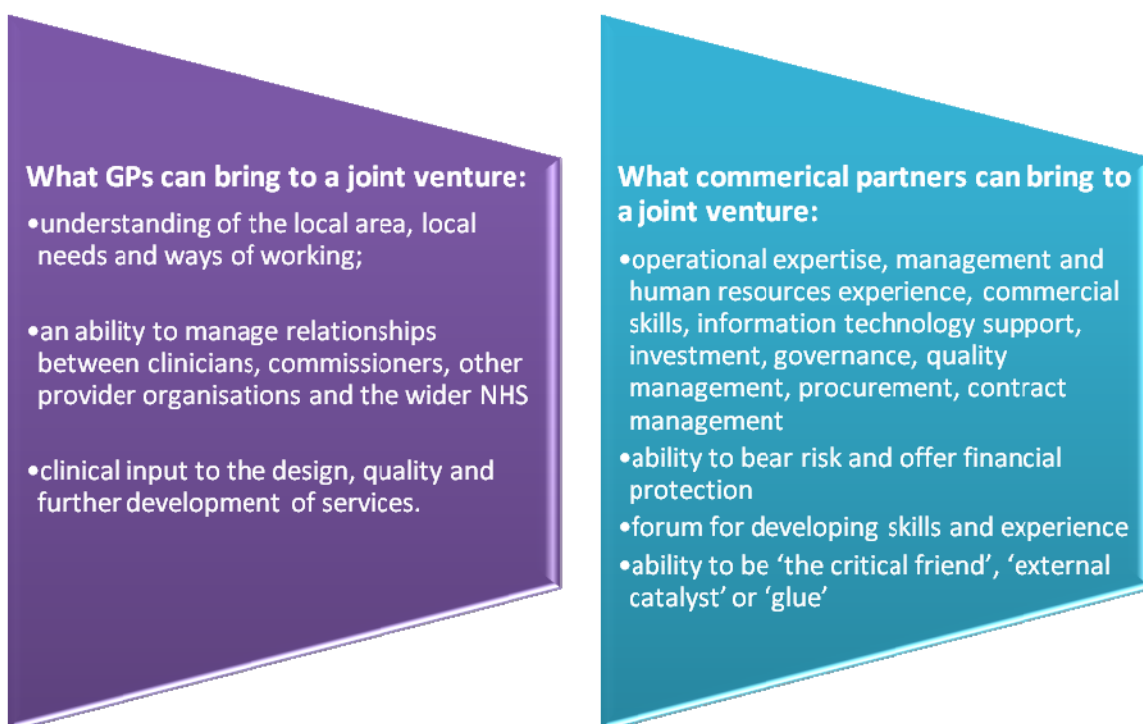 What GPs can bring to a joint venture:
•understanding of the local area, local
needs and ways of working;
•an ability to manage relationships
between clinicians, commissioners, other
provider organisations and the wider NHS
•clinical input to the design, quality and
further development of services.
What commerical partners can bring to
a joint venture:
•operational expertise, management and
human resources experience, commercial
skills, information technology support,
investment, governance, quality
management, procurement, contract
management
•ability to bear risk and offer financial
protection
•forum for developing skills and experience
•ability to be ‘the critical friend’, ‘external
catalyst’ or ‘glue’